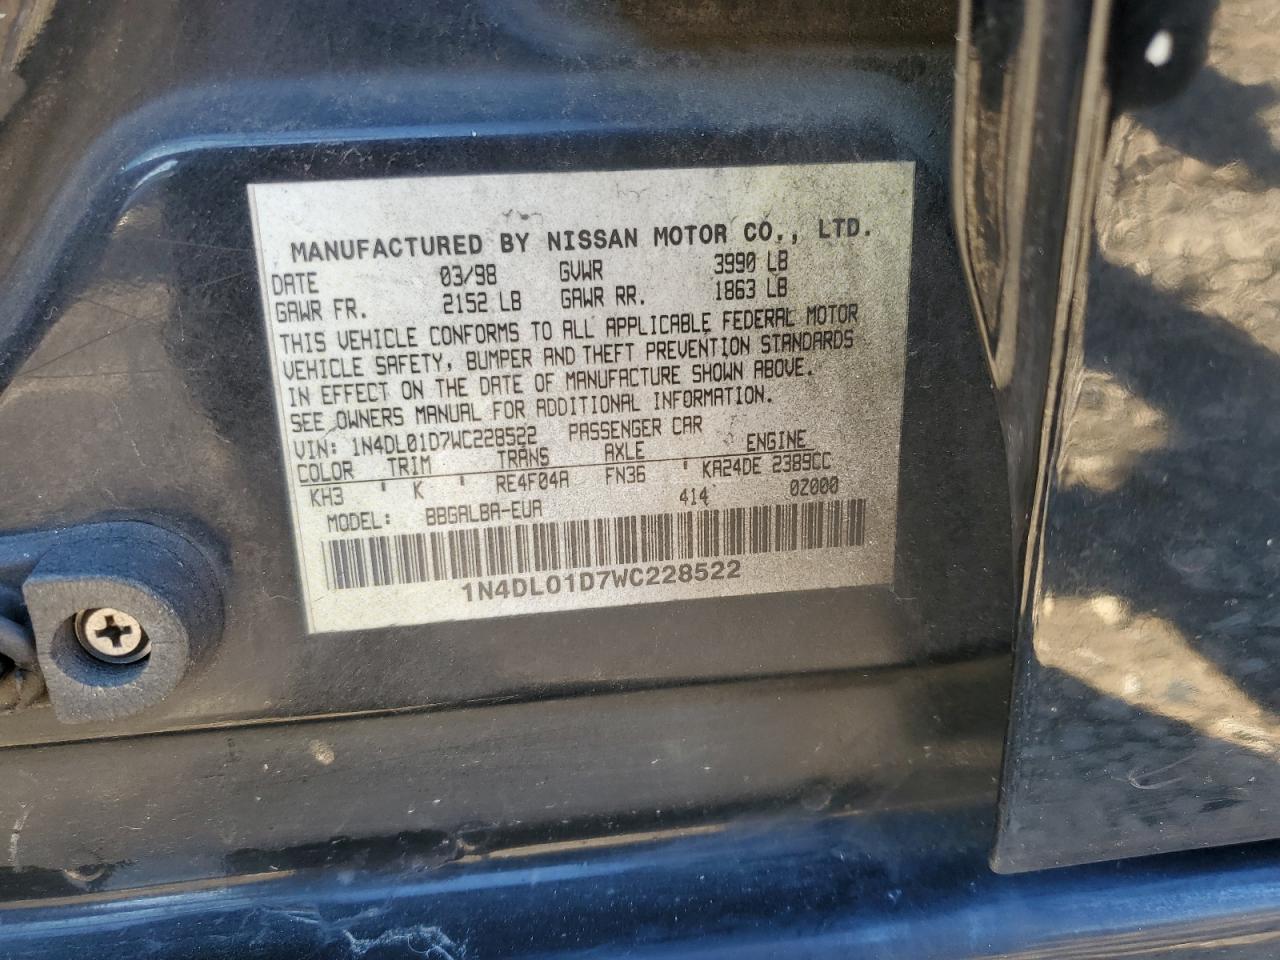 MANUFACTURED BY NISSAN MOTOR CO., LTD.
DATE 03/98 GVWR 3990 LB
GAWR FR. 2152 LB GAWR RR. 1863 LB
THIS VEHICLE CONFORMS TO ALL APPLICABLE FEDERAL MOTOR
VEHICLE SAFETY, BUMPER AND THEFT PREVENTION STANDARDS
IN EFFECT ON THE DATE OF MANUFACTURE SHOWN ABOVE.
SEE OWNERS MANUAL FOR ADDITIONAL INFORMATION.
VIN: 1N4DL01D7WC228522 PASSENGER CAR
COLOR TRIM TRANS AXLE ENGINE
KH3 ' K ' RE4F04A FN36 ' KA24DE 2389CC
MODEL: BBGALBA-EUA 414 0Z000
1N4DL01D7WC228522